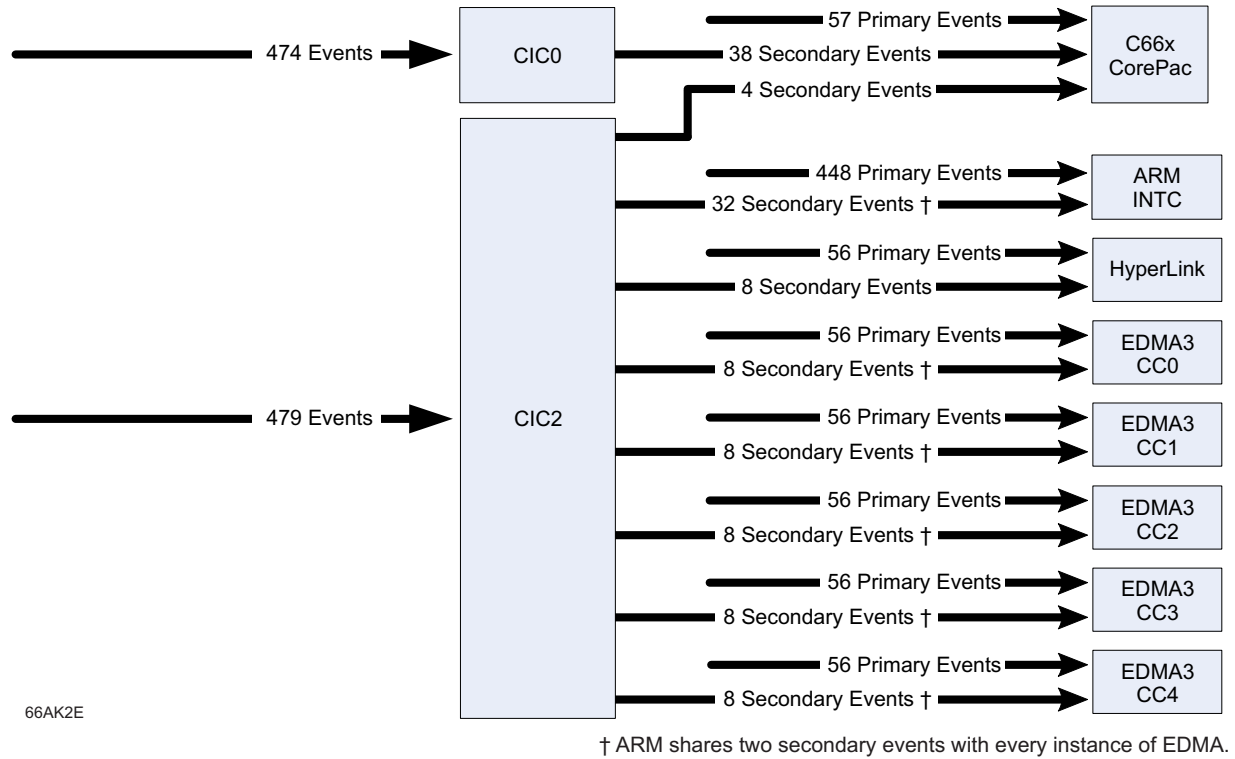 57 Primary Events
474 Events
CIC0
38 Secondary Events
C66x
CorePac
4 Secondary Events
448 Primary Events
ARM
INTC
32 Secondary Events †
56 Primary Events
HyperLink
8 Secondary Events
56 Primary Events
EDMA3
CC0
8 Secondary Events †
479 Events
CIC2
56 Primary Events
EDMA3
CC1
8 Secondary Events †
56 Primary Events
EDMA3
CC2
8 Secondary Events †
56 Primary Events
EDMA3
CC3
8 Secondary Events †
56 Primary Events
EDMA3
CC4
8 Secondary Events †
66AK2E
† ARM shares two secondary events with every instance of EDMA.